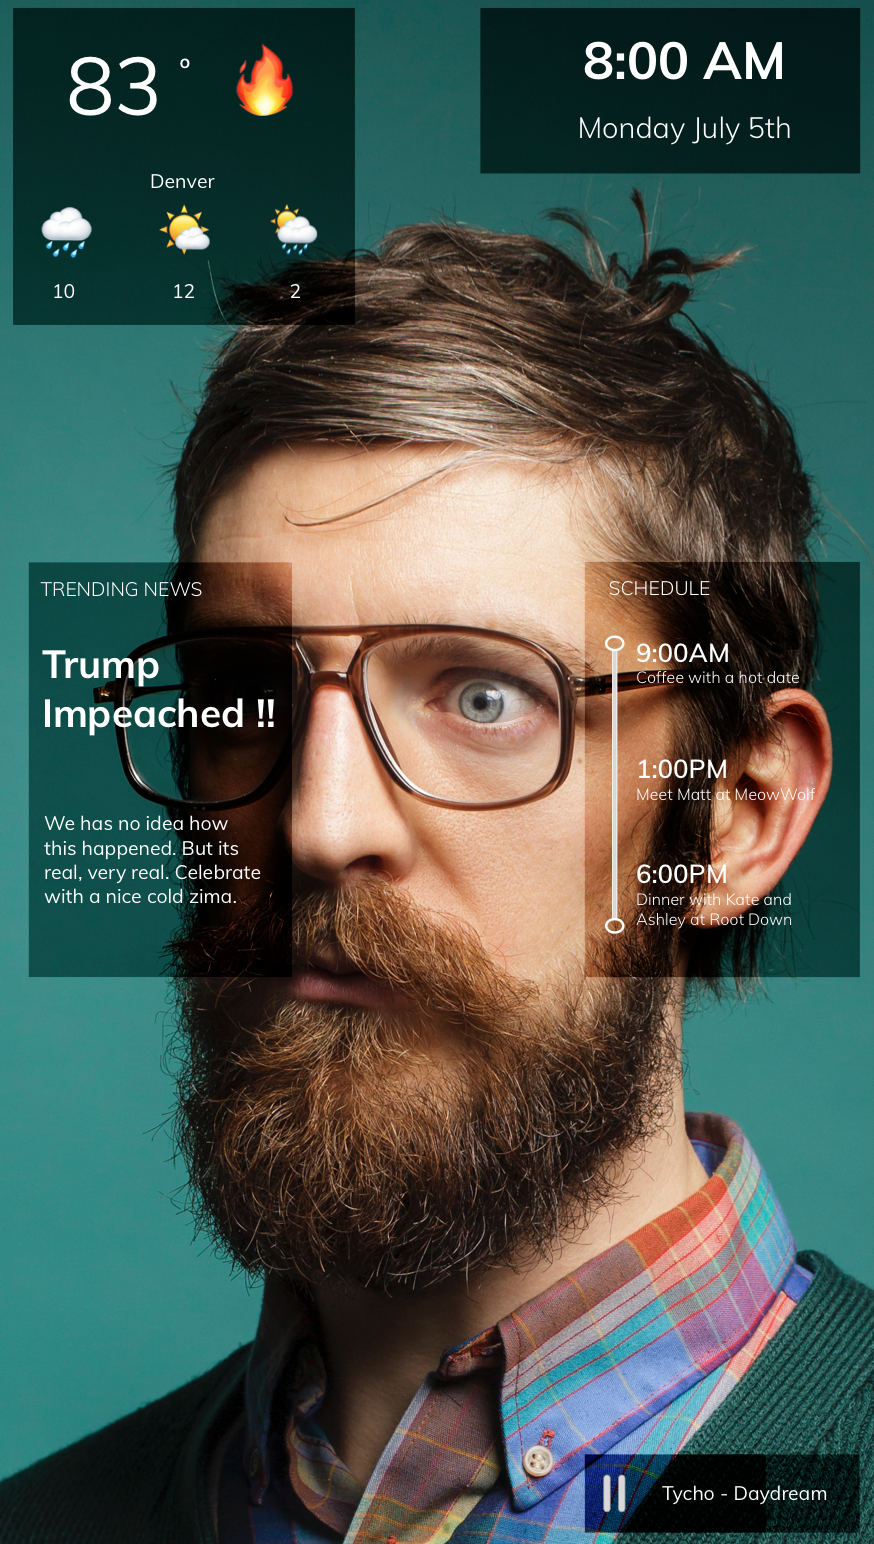 83 °
Denver
10 12 2
8:00 AM
Monday July 5th
TRENDING NEWS
Trump
Impeached !!
We has no idea how
this happened. But its
real, very real. Celebrate
with a nice cold zima.
SCHEDULE
9:00AM
Coffee with a hot date
1:00PM
Meet Matt at MeowWolf
6:00PM
Dinner with Kate and
Ashley at Root Down
Tycho - Daydream